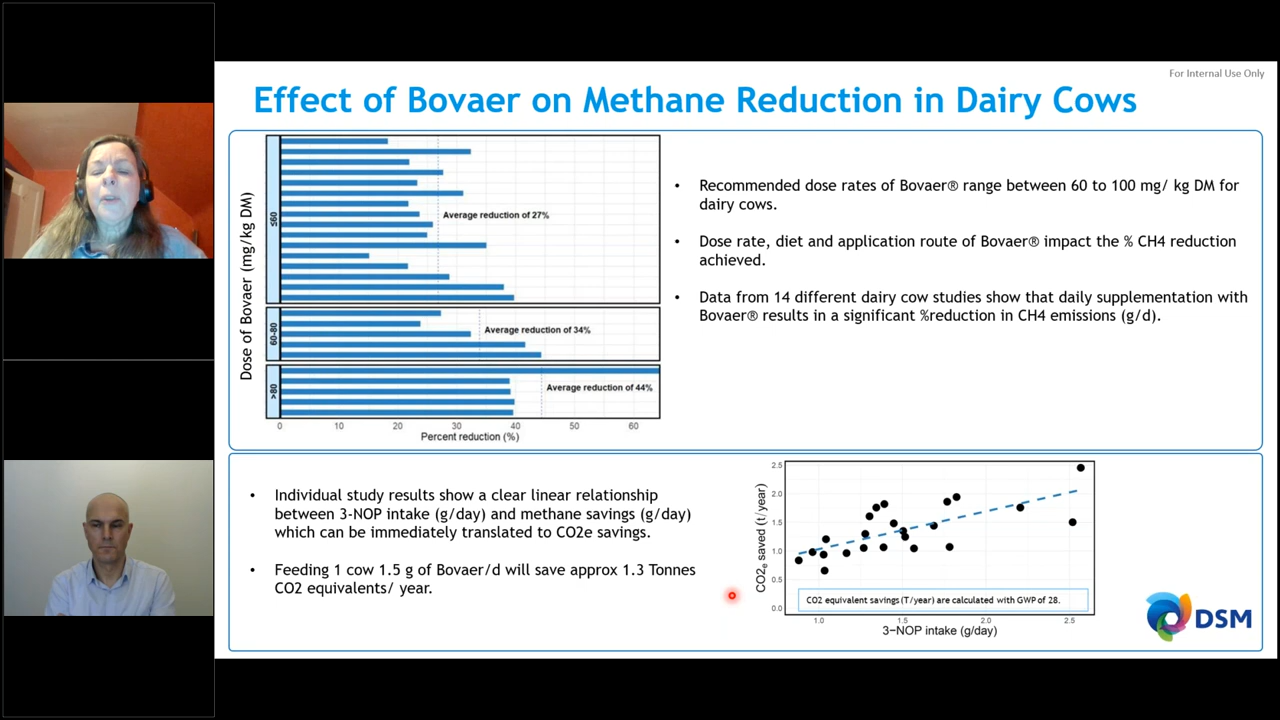 For Internal Use Only
Effect of Bovaer on Methane Reduction in Dairy Cows
Dose of Bovaer (mg/kg DM)
≤60
Average reduction of 27%
60-80
Average reduction of 34%
>80
Average reduction of 44%
0 10 20 30 40 50 60
Percent reduction (%)
• Recommended dose rates of Bovaer® range between 60 to 100 mg/ kg DM for
dairy cows.
• Dose rate, diet and application route of Bovaer® impact the % CH4 reduction
achieved.
• Data from 14 different dairy cow studies show that daily supplementation with
Bovaer® results in a significant %reduction in CH4 emissions (g/d).
• Individual study results show a clear linear relationship
between 3-NOP intake (g/day) and methane savings (g/day)
which can be immediately translated to CO2e savings.
• Feeding 1 cow 1.5 g of Bovaer/d will save approx 1.3 Tonnes
CO2 equivalents/ year.
CO2e saved (t/year)
2.5
2.0
1.5
1.0
0.5
0.0
CO2 equivalent savings (T/year) are calculated with GWP of 28.
1.0 1.5 2.0 2.5
3−NOP intake (g/day)
DSM